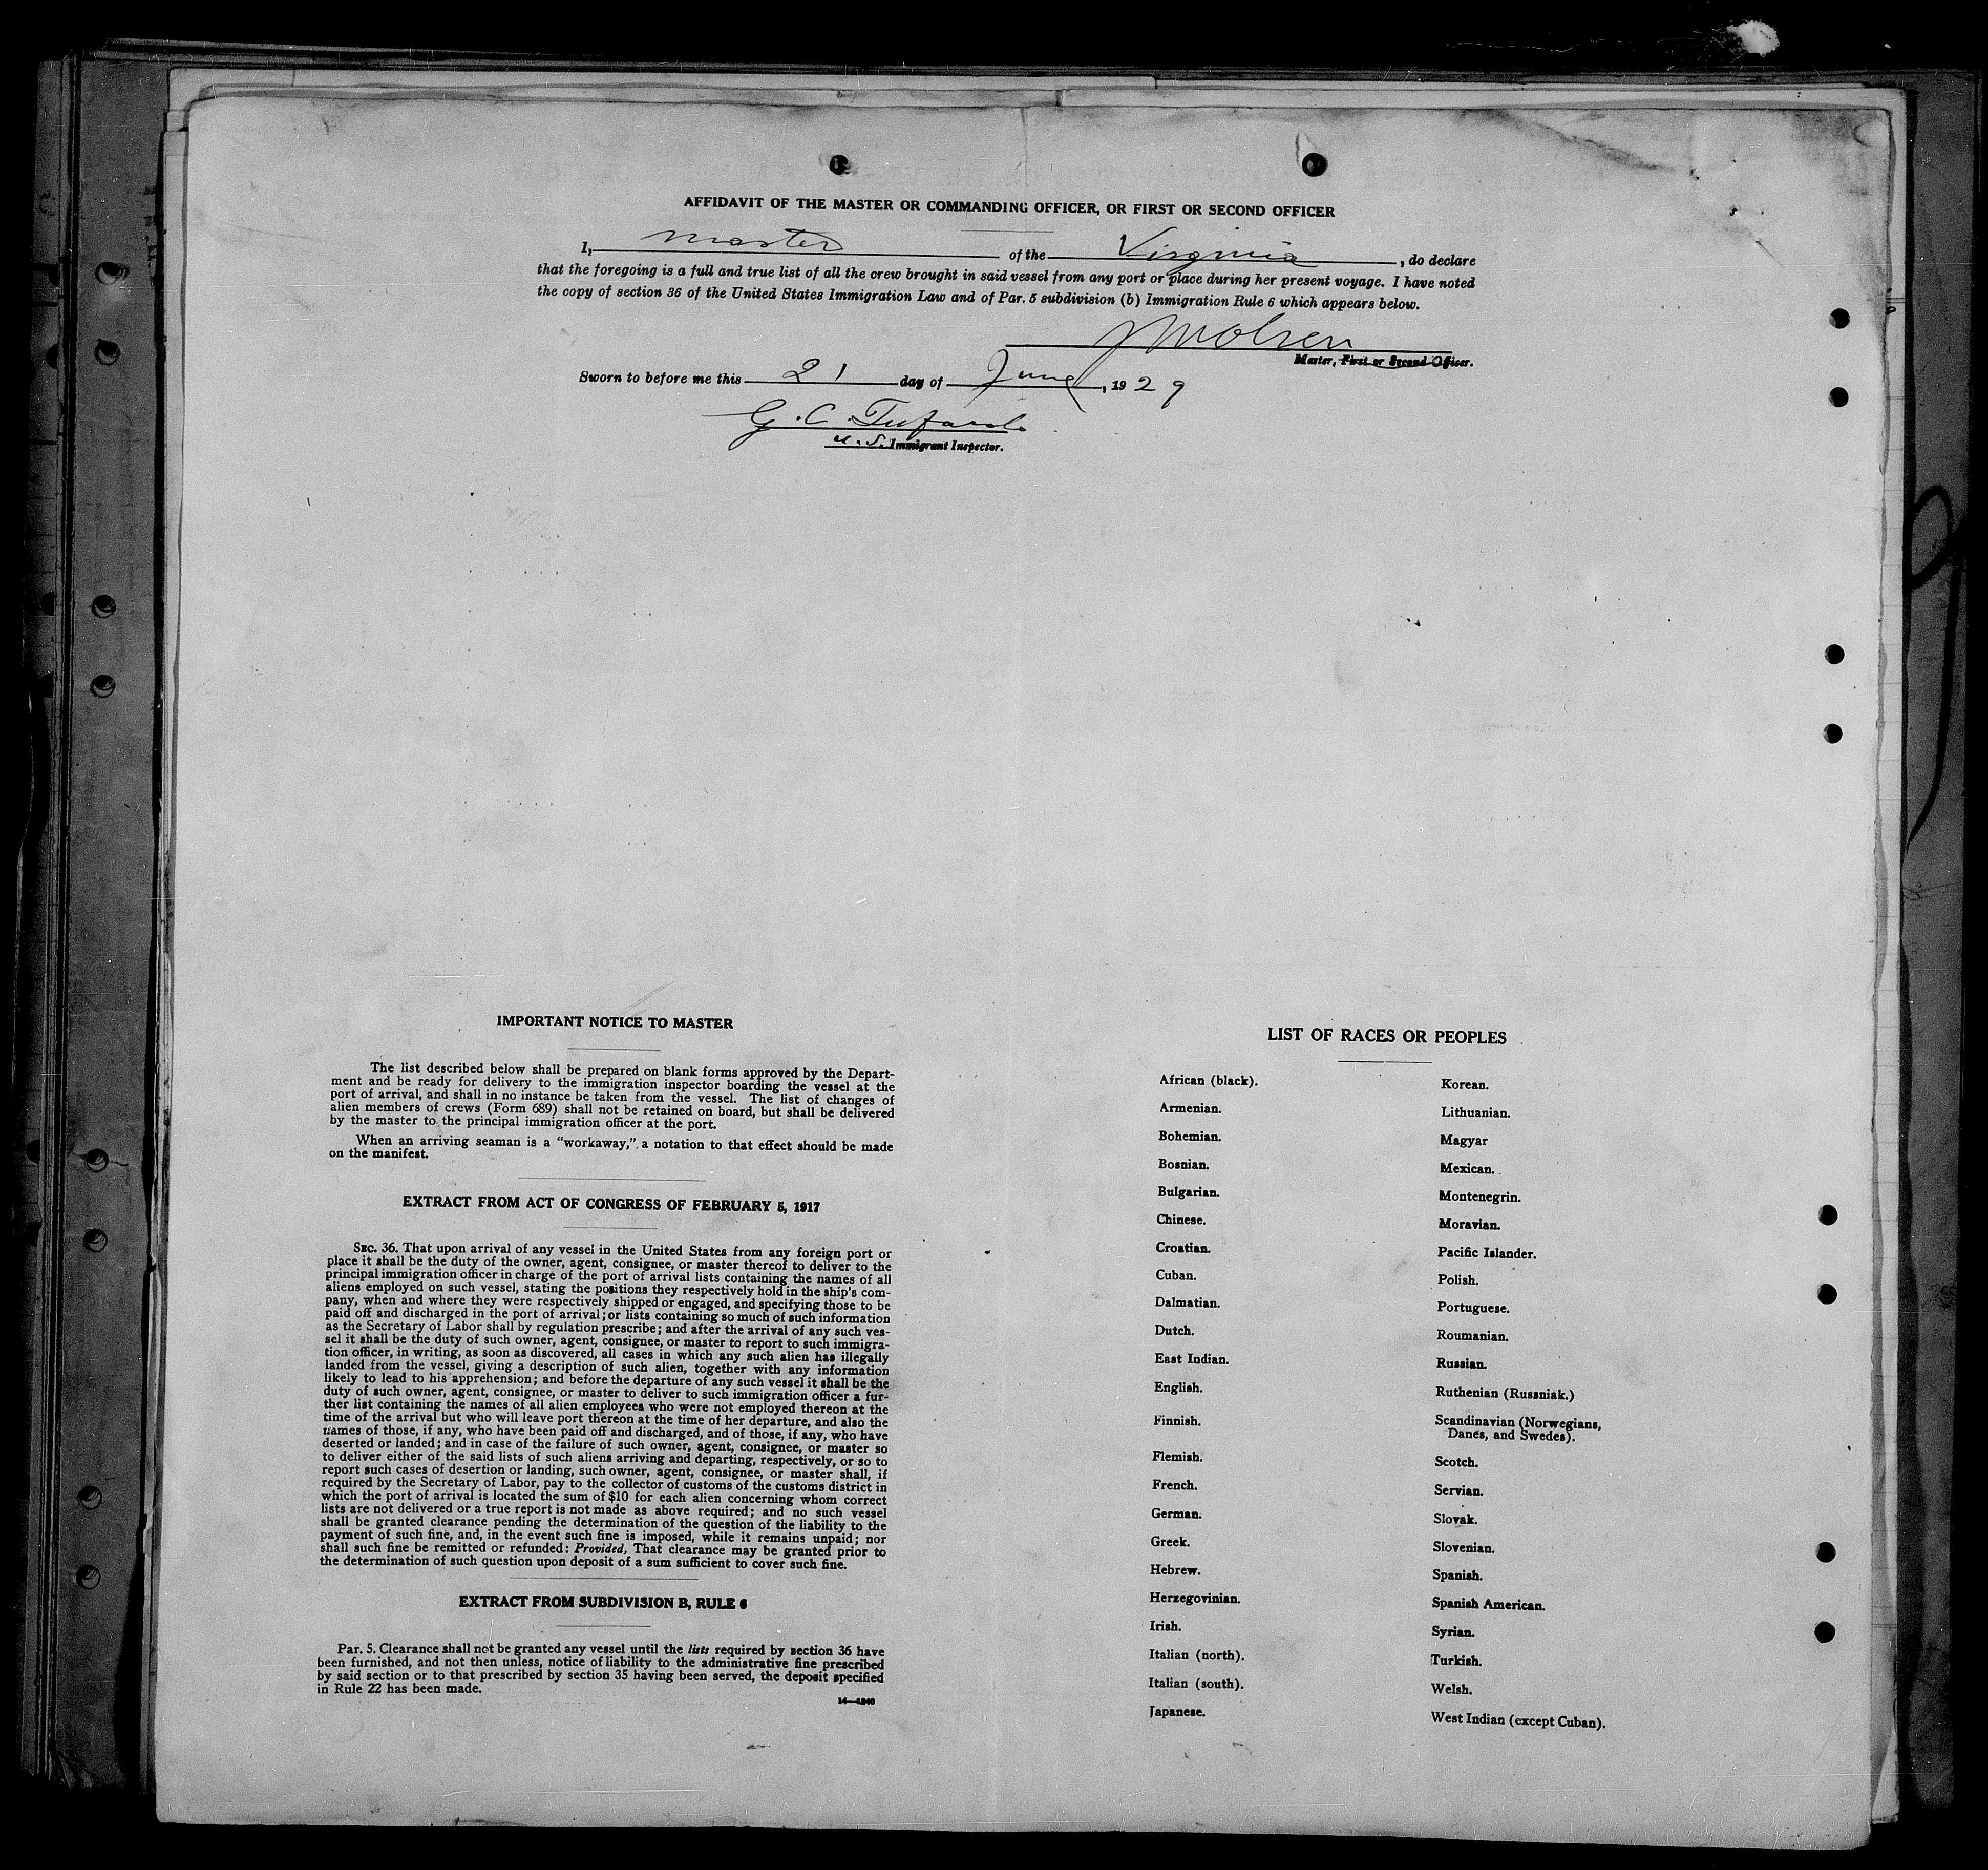 AFFIDAVIT OF THE MASTER OR COMMANDING OFFICER, OR FIRST OR SECOND OFFICER
I, master of the Virginia, do declare
that the foregoing is a full and true list of all the crew brought in said vessel from any port or place during her present voyage. I have noted
the copy of section 36 of the United States Immigration Law and of Par. 5 subdivision (b) Immigration Rule 6 which appears below.
Master, First or Second Officer.
Sworn to before me this 21 day of June, 1929
G. C.
U. S. Immigrant Inspector.
IMPORTANT NOTICE TO MASTER
The list described below shall be prepared on blank forms approved by the Depart-
ment and be ready for delivery to the immigration inspector boarding the vessel at the
port of arrival, and shall in no instance be taken from the vessel. The list of changes of
alien members of crews (Form 689) shall not be retained on board, but shall be delivered
by the master to the principal immigration officer at the port.
When an arriving seaman is a "workaway," a notation to that effect should be made
on the manifest.
EXTRACT FROM ACT OF CONGRESS OF FEBRUARY 5, 1917
SEC. 36. That upon arrival of any vessel in the United States from any foreign port or
place it shall be the duty of the owner, agent, consignee, or master thereof to deliver to the
principal immigration officer in charge of the port of arrival lists containing the names of all
aliens employed on such vessel, stating the positions they respectively hold in the ship's com-
pany, when and where they were respectively shipped or engaged, and specifying those to be
paid off and discharged in the port of arrival; or lists containing so much of such information
as the Secretary of Labor shall by regulation prescribe; and after the arrival of any such ves-
sel it shall be the duty of such owner, agent, consignee, or master to report to such immigra-
tion officer, in writing, as soon as discovered, all cases in which any such alien has illegally
landed from the vessel, giving a description of such alien, together with any information
likely to lead to his apprehension; and before the departure of any such vessel it shall be the
duty of such owner, agent, consignee, or master to deliver to such immigration officer a fur-
ther list containing the names of all alien employees who were not employed thereon at the
time of the arrival but who will leave port thereon at the time of her departure, and also the
names of those, if any, who have been paid off and discharged, and of those, if any, who have
deserted or landed; and in case of the failure of such owner, agent, consignee, or master so
to deliver either of the said lists of such aliens arriving and departing, respectively, or so to
report such cases of desertion or landing, such owner, agent, consignee, or master shall, if
required by the Secretary of Labor, pay to the collector of customs of the customs district in
which the port of arrival is located the sum of $10 for each alien concerning whom correct
lists are not delivered or a true report is not made as above required; and no such vessel
shall be granted clearance pending the determination of the question of the liability to the
payment of such fine, and, in the event such fine is imposed, while it remains unpaid; nor
shall such fine be remitted or refunded: Provided, That clearance may be granted prior to
the determination of such question upon deposit of a sum sufficient to cover such fine.
EXTRACT FROM SUBDIVISION B, RULE 6
Par. 5. Clearance shall not be granted any vessel until the lists required by section 36 have
been furnished, and not then unless, notice of liability to the administrative fine prescribed
by said section or to that prescribed by section 35 having been served, the deposit specified
in Rule 22 has been made.
LIST OF RACES OR PEOPLES
African (black).
Armenian.
Bohemian.
Bosnian.
Bulgarian.
Chinese.
Croatian.
Cuban.
Dalmatian.
Dutch.
East Indian.
English.
Finnish.
Flemish.
French.
German.
Greek.
Hebrew.
Herzegovinian.
Irish.
Italian (north).
Italian (south).
Japanese.
Korean.
Lithuanian.
Magyar
Mexican.
Montenegrin.
Moravian.
Pacific Islander.
Polish.
Portuguese.
Roumanian.
Russian.
Ruthenian (Russniak.)
Scandinavian (Norwegians,
Danes, and Swedes).
Scotch.
Servian.
Slovak.
Slovenian.
Spanish.
Spanish American.
Syrian.
Turkish.
Welsh.
West Indian (except Cuban).